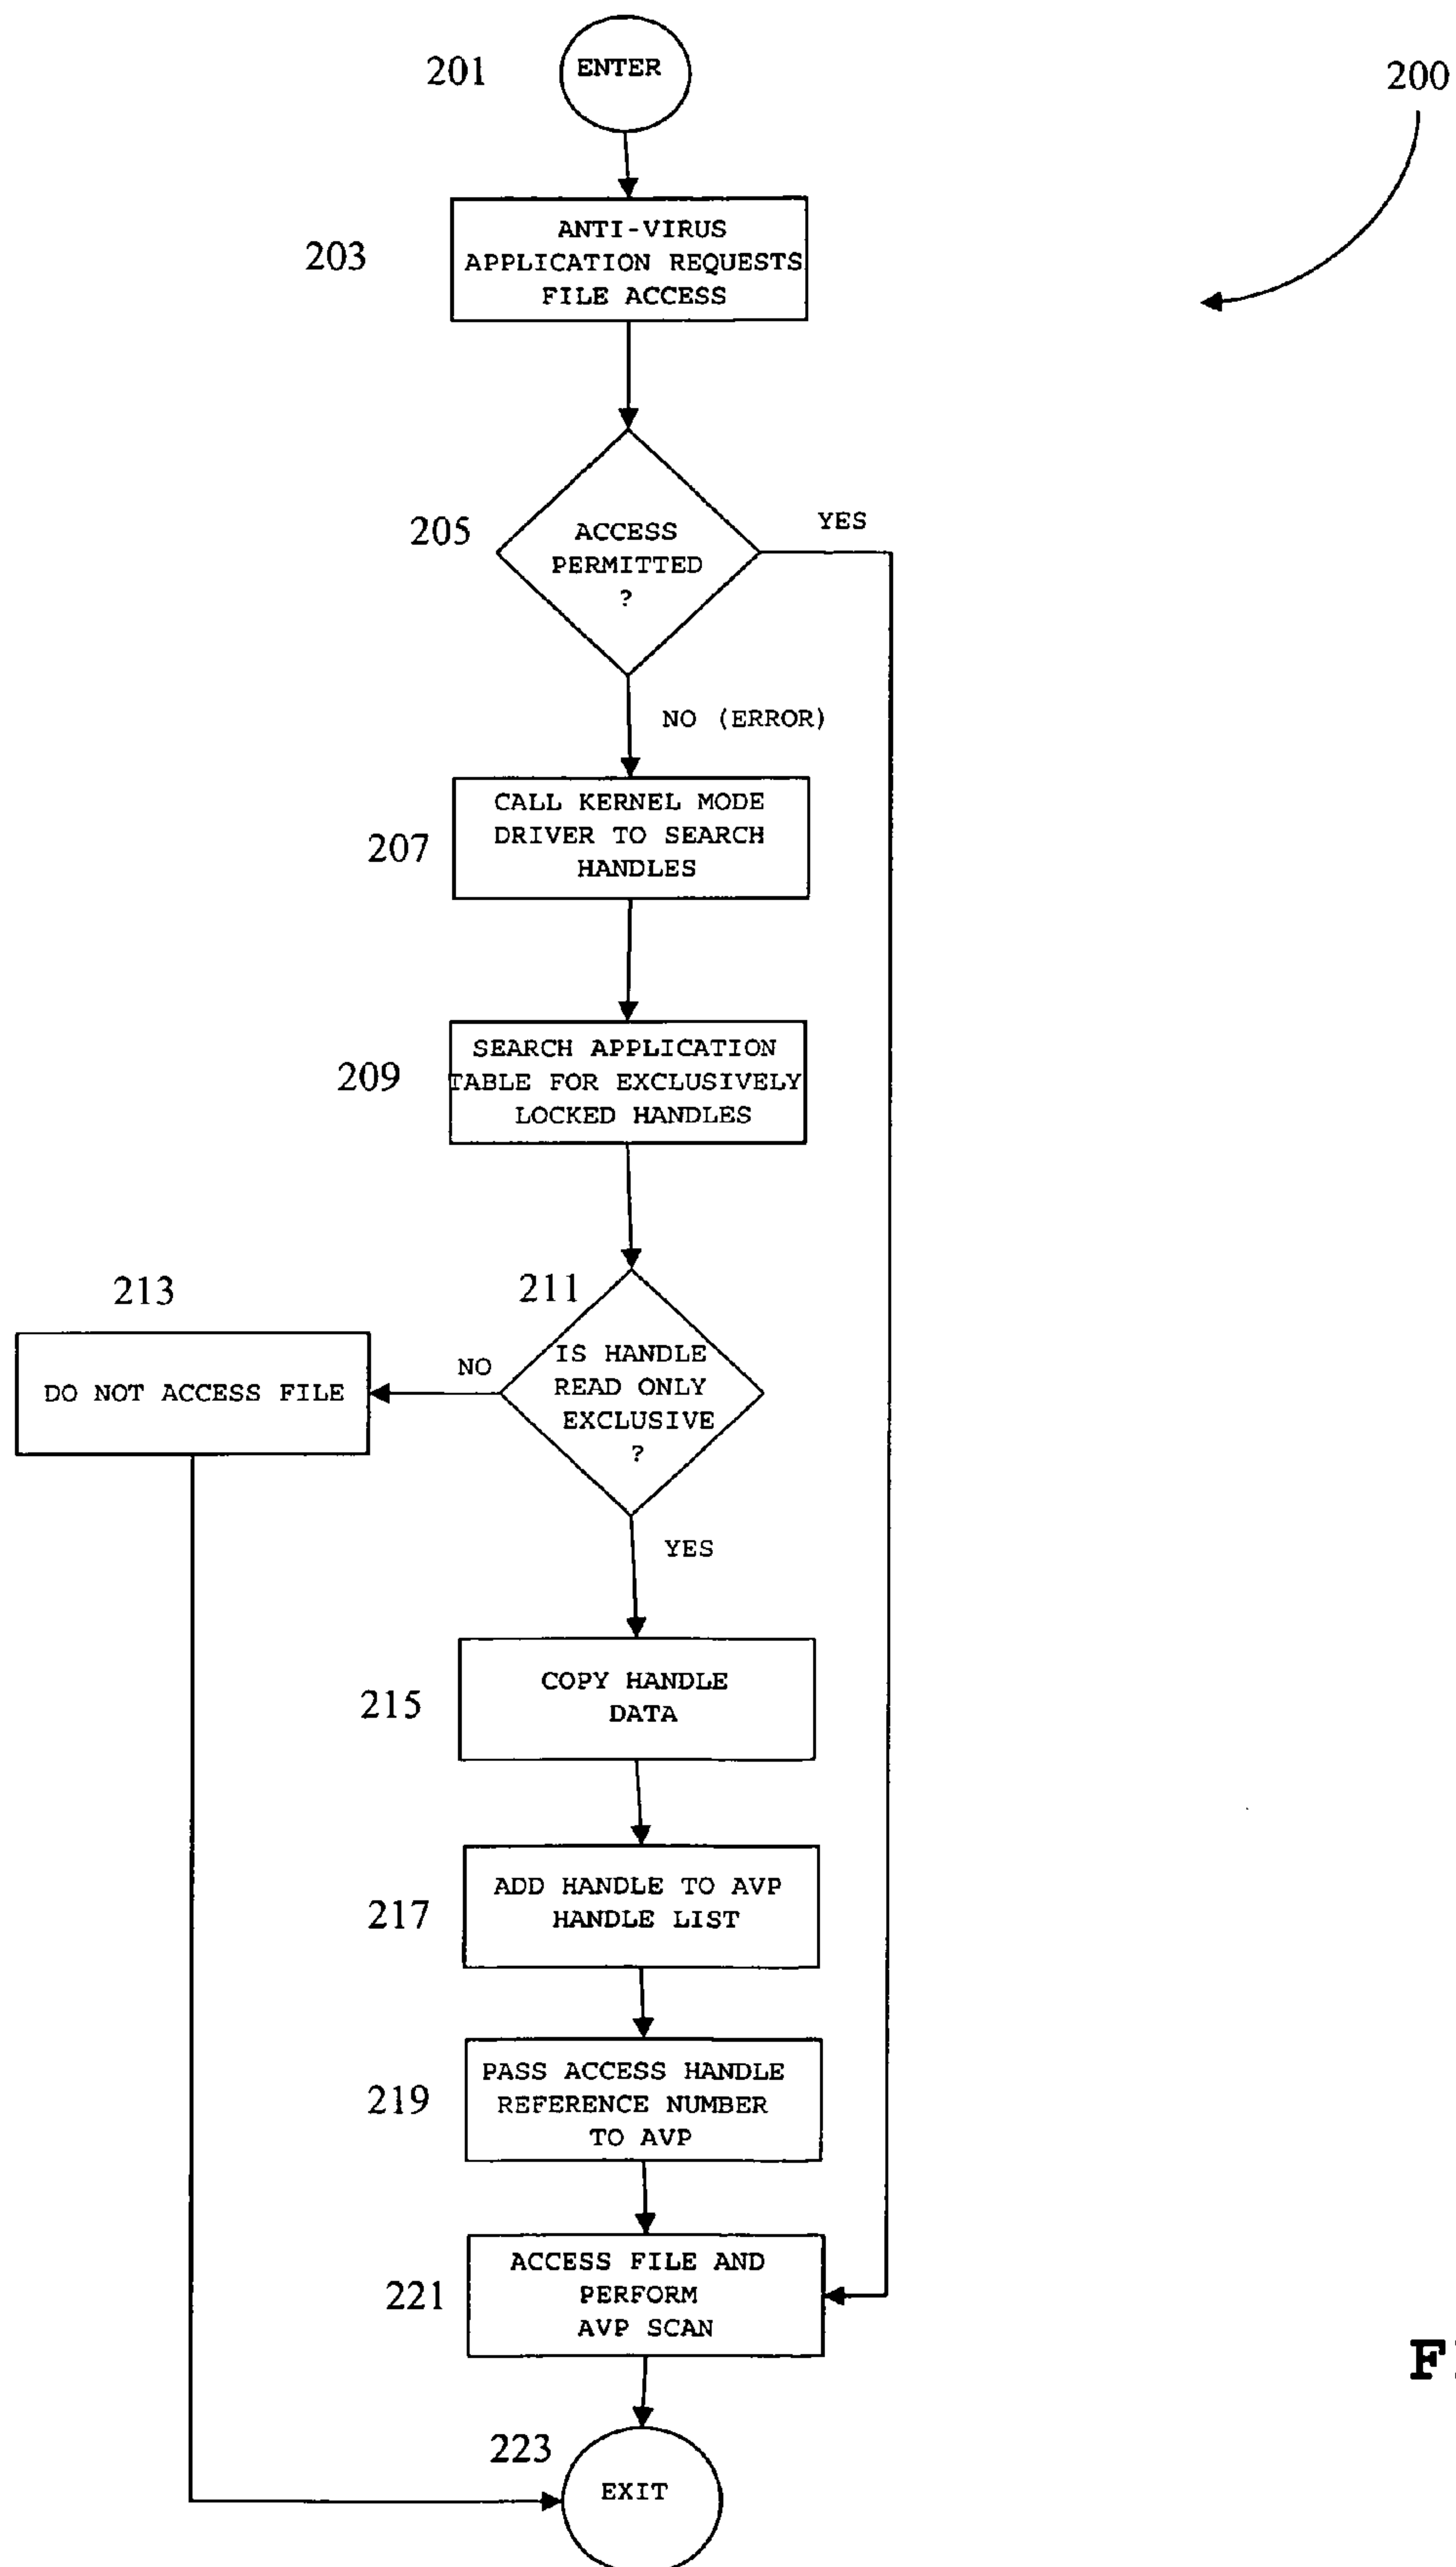 201
ENTER
200
203
ANTI-VIRUS
APPLICATION REQUESTS
FILE ACCESS
205
ACCESS
PERMITTED
?
YES
NO (ERROR)
207
CALL KERNEL MODE
DRIVER TO SEARCH
HANDLES
209
SEARCH APPLICATION
TABLE FOR EXCLUSIVELY
LOCKED HANDLES
213
211
DO NOT ACCESS FILE
NO
IS HANDLE
READ ONLY
EXCLUSIVE
?
YES
215
COPY HANDLE
DATA
217
ADD HANDLE TO AVP
HANDLE LIST
219
PASS ACCESS HANDLE
REFERENCE NUMBER
TO AVP
221
ACCESS FILE AND
PERFORM
AVP SCAN
223
EXIT